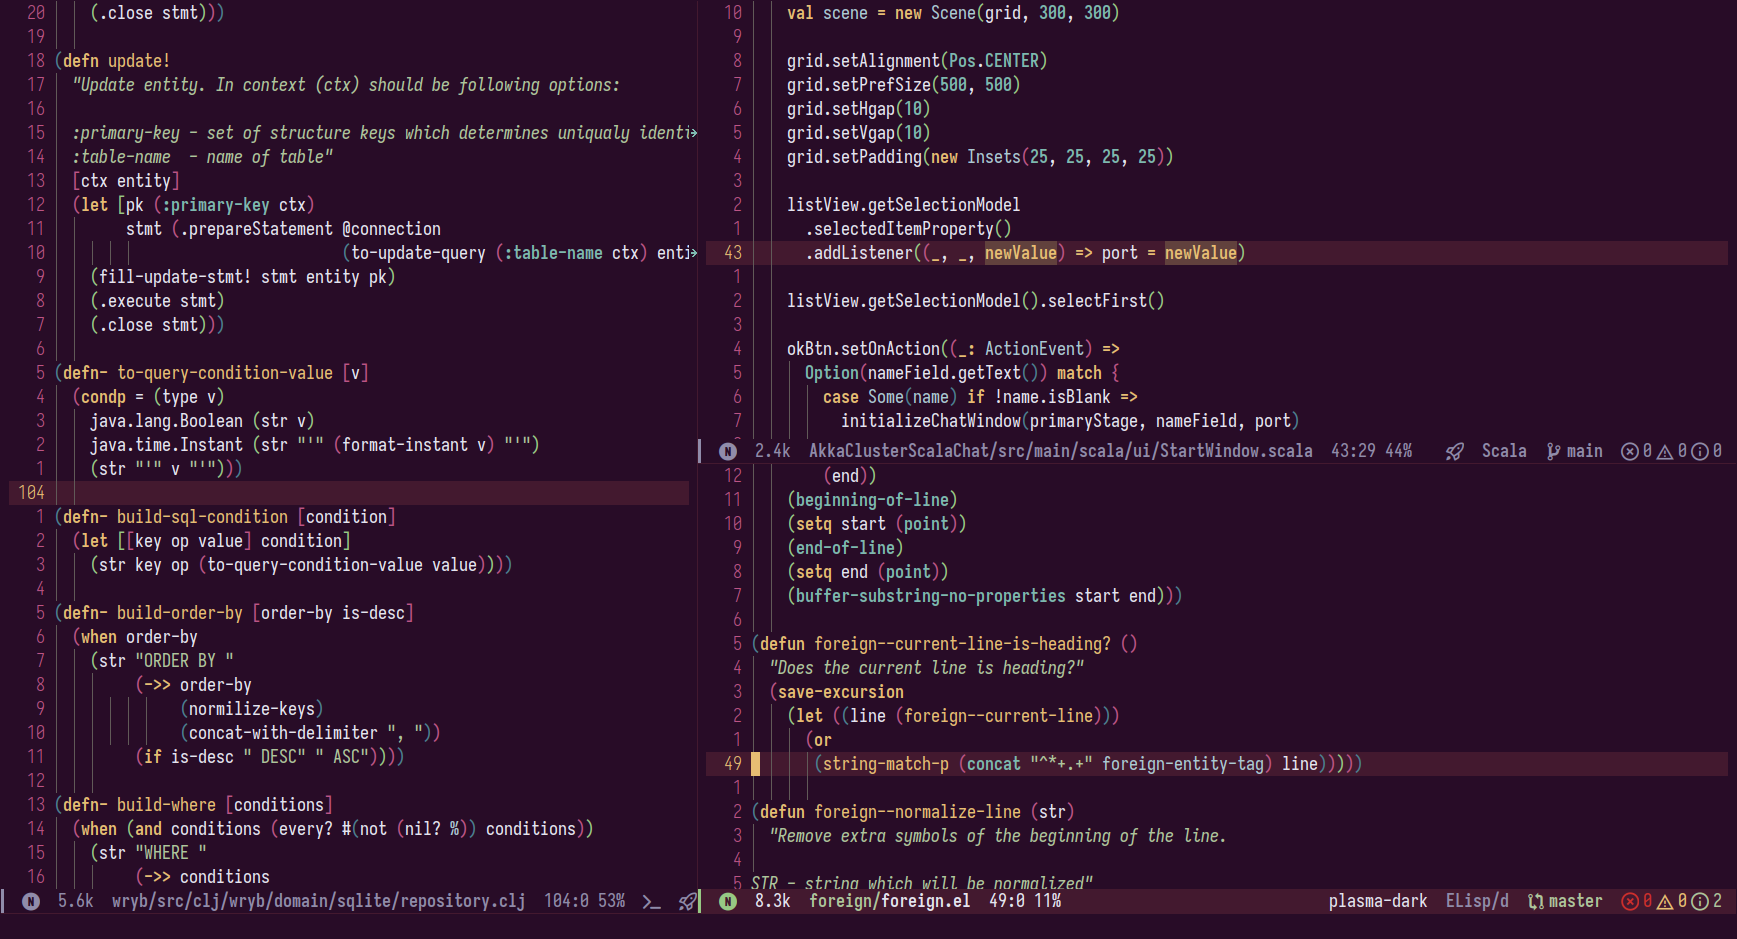 20 (.close stmt)))
19
18 (defn update!
17 "Update entity. In context (ctx) should be following options:
16
15 :primary-key - set of structure keys which determines uniqualy identi
14 :table-name  - name of table"
13 [ctx entity]
12 (let [pk (:primary-key ctx)
11 stmt (.prepareStatement @connection
10 (to-update-query (:table-name ctx) enti
9 (fill-update-stmt! stmt entity pk)
8 (.execute stmt)
7 (.close stmt)))
6
5 (defn- to-query-condition-value [v]
4 (condp = (type v)
3 java.lang.Boolean (str v)
2 java.time.Instant (str "'" (format-instant v) "'")
1 (str "'" v "'")))
104
1 (defn- build-sql-condition [condition]
2 (let [[key op value] condition]
3 (str key op (to-query-condition-value value))))
4
5 (defn- build-order-by [order-by is-desc]
6 (when order-by
7 (str "ORDER BY "
8 (->> order-by
9 (normilize-keys)
10 (concat-with-delimiter ", "))
11 (if is-desc " DESC" " ASC"))))
12
13 (defn- build-where [conditions]
14 (when (and conditions (every? #(not (nil? %)) conditions))
15 (str "WHERE "
16 (->> conditions
N 5.6k wryb/src/clj/wryb/domain/sqlite/repository.clj 104:0 53%
10 val scene = new Scene(grid, 300, 300)
9
8 grid.setAlignment(Pos.CENTER)
7 grid.setPrefSize(500, 500)
6 grid.setHgap(10)
5 grid.setVgap(10)
4 grid.setPadding(new Insets(25, 25, 25, 25))
3
2 listView.getSelectionModel
1 .selectedItemProperty()
43 .addListener((_, _, newValue) => port = newValue)
1
2 listView.getSelectionModel().selectFirst()
3
4 okBtn.setOnAction((_: ActionEvent) =>
5 Option(nameField.getText()) match {
6 case Some(name) if !name.isBlank =>
7 initializeChatWindow(primaryStage, nameField, port)
N 2.4k AkkaClusterScalaChat/src/main/scala/ui/StartWindow.scala 43:29 44% Scala main 0 0 0
12 (end))
11 (beginning-of-line)
10 (setq start (point))
9 (end-of-line)
8 (setq end (point))
7 (buffer-substring-no-properties start end)))
6
5 (defun foreign--current-line-is-heading? ()
4 "Does the current line is heading?"
3 (save-excursion
2 (let ((line (foreign--current-line)))
1 (or
49 (string-match-p (concat "^*+.+" foreign-entity-tag) line)))))
1
2 (defun foreign--normalize-line (str)
3 "Remove extra symbols of the beginning of the line.
4
5 STR - string which will be normalized"
N 8.3k foreign/foreign.el 49:0 11% plasma-dark ELisp/d master 0 0 2